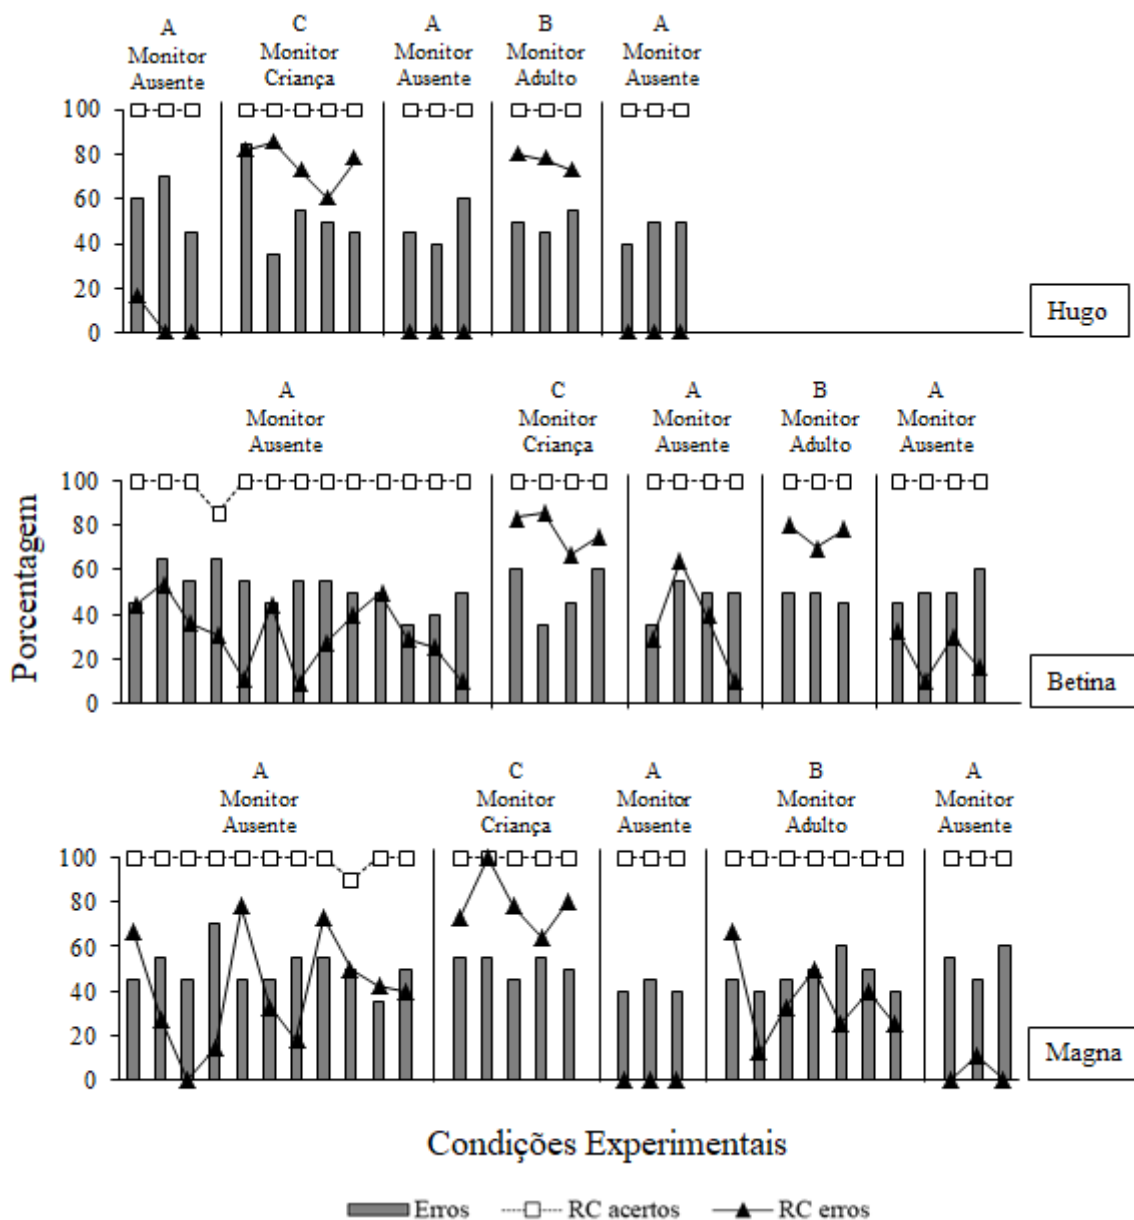 A
Monitor
Ausente
C
Monitor
Criança
A
Monitor
Ausente
B
Monitor
Adulto
A
Monitor
Ausente
100
80
60
40
20
0
Hugo
A
Monitor
Ausente
C
Monitor
Criança
A
Monitor
Ausente
B
Monitor
Adulto
A
Monitor
Ausente
100
80
60
40
20
0
Porcentagem
Betina
A
Monitor
Ausente
C
Monitor
Criança
A
Monitor
Ausente
B
Monitor
Adulto
A
Monitor
Ausente
100
80
60
40
20
0
Magna
Condições Experimentais
Erros RC acertos RC erros